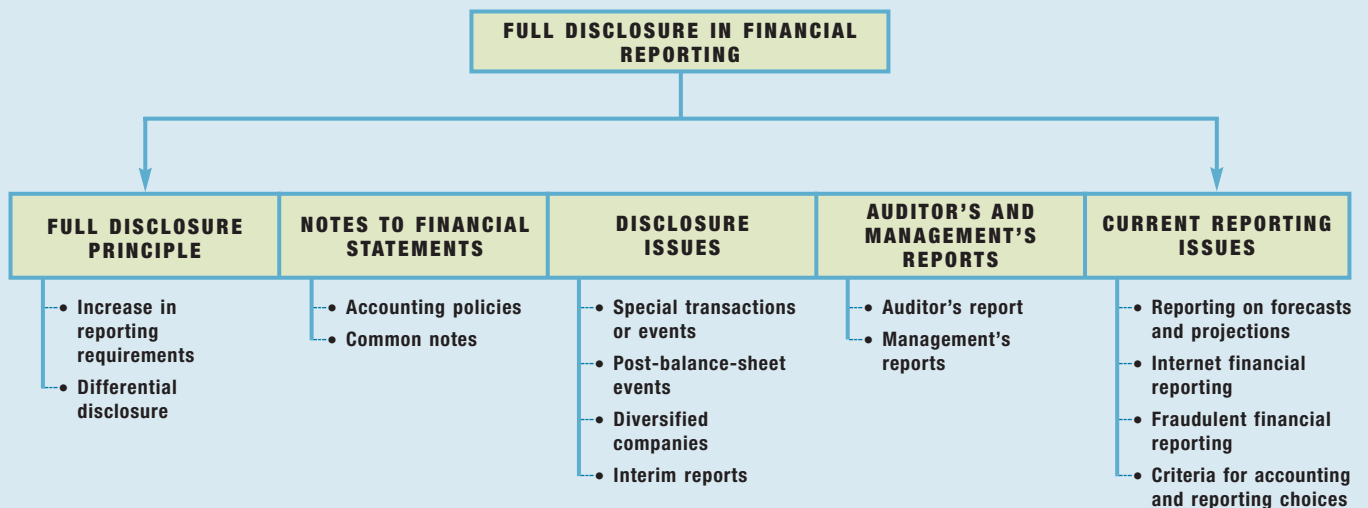 FULL DISCLOSURE IN FINANCIAL
REPORTING
FULL DISCLOSURE
PRINCIPLE
• Increase in
reporting
requirements
• Differential
disclosure
NOTES TO FINANCIAL
STATEMENTS
• Accounting policies
• Common notes
DISCLOSURE
ISSUES
• Special transactions
or events
• Post-balance-sheet
events
• Diversified
companies
• Interim reports
AUDITOR'S AND
MANAGEMENT'S
REPORTS
• Auditor's report
• Management's
reports
CURRENT REPORTING
ISSUES
• Reporting on forecasts
and projections
• Internet financial
reporting
• Fraudulent financial
reporting
• Criteria for accounting
and reporting choices